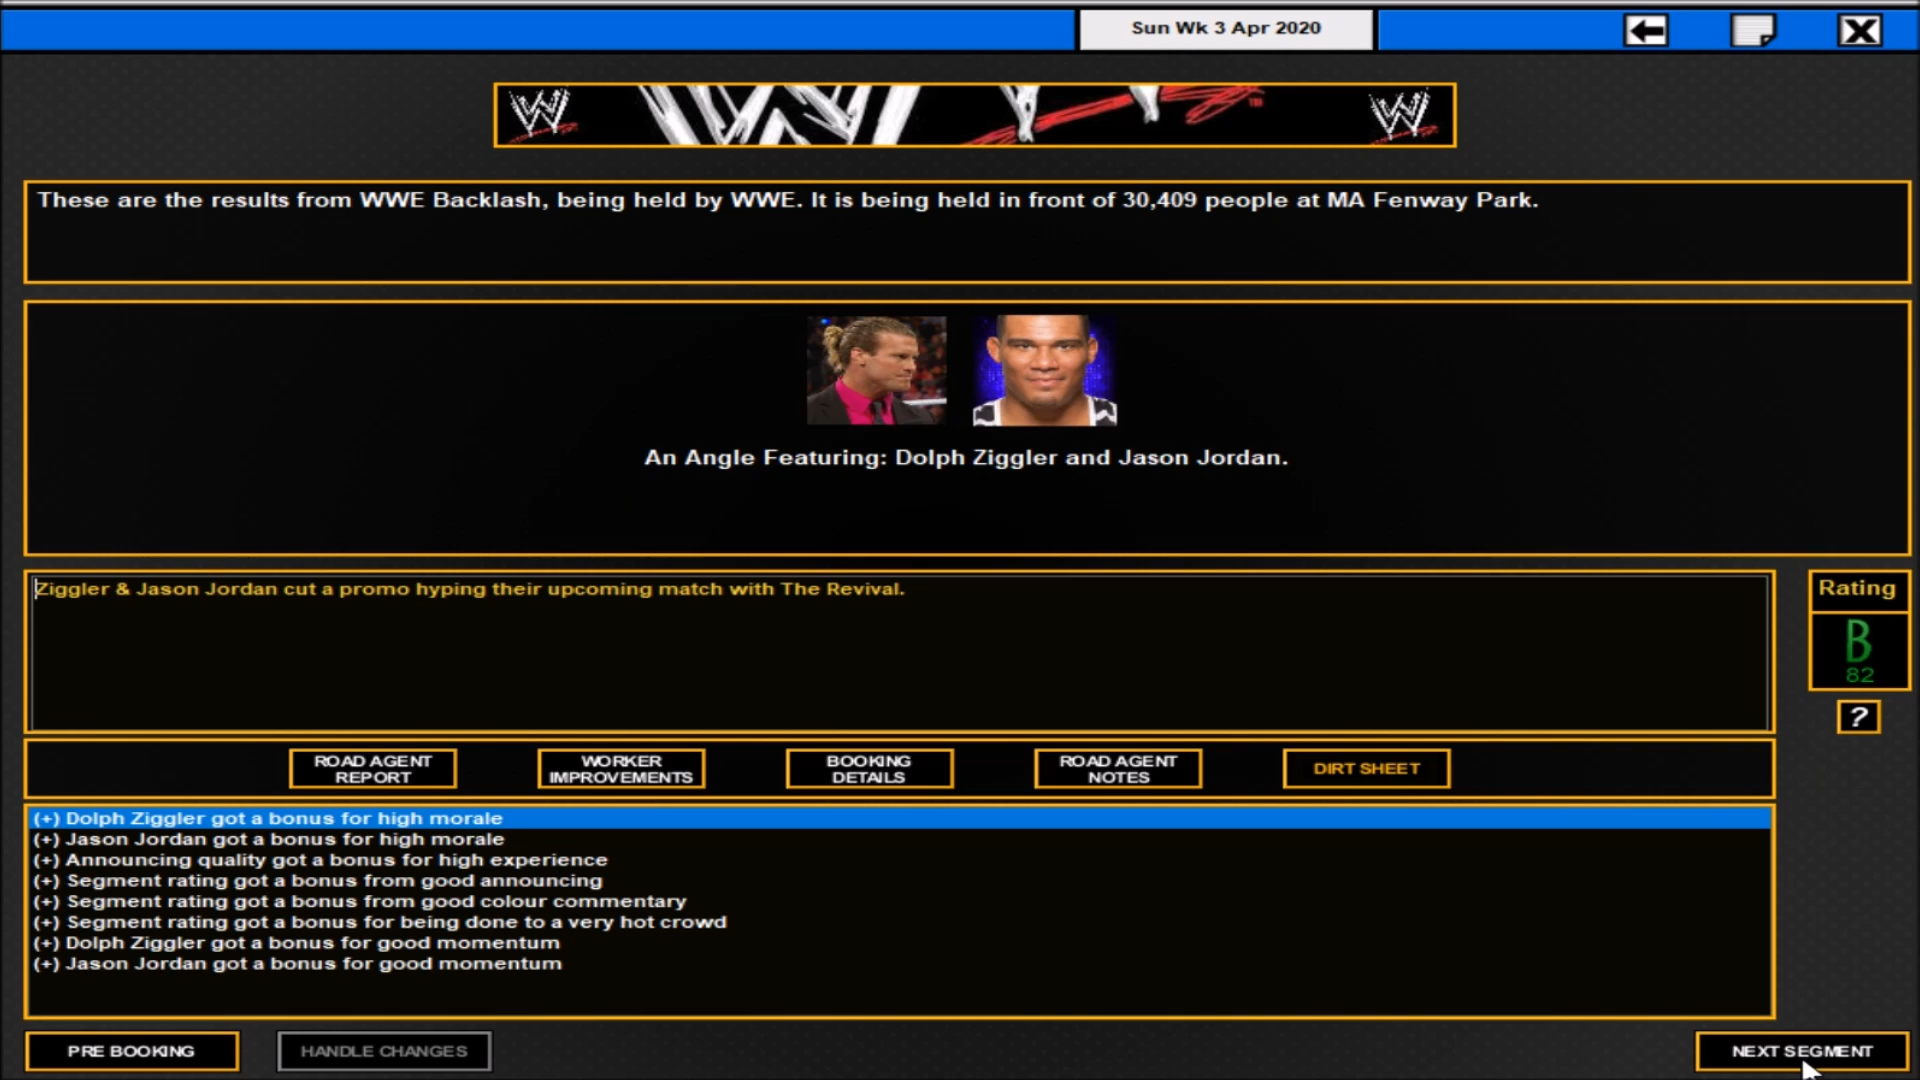 Sun Wk 3 Apr 2020
These are the results from WWE Backlash, being held by WWE. It is being held in front of 30,409 people at MA Fenway Park.
An Angle Featuring: Dolph Ziggler and Jason Jordan.
Ziggler & Jason Jordan cut a promo hyping their upcoming match with The Revival.
Rating
B
82
?
ROAD AGENT REPORT
WORKER IMPROVEMENTS
BOOKING DETAILS
ROAD AGENT NOTES
DIRT SHEET
(+) Dolph Ziggler got a bonus for high morale
(+) Jason Jordan got a bonus for high morale
(+) Announcing quality got a bonus for high experience
(+) Segment rating got a bonus from good announcing
(+) Segment rating got a bonus from good colour commentary
(+) Segment rating got a bonus for being done to a very hot crowd
(+) Dolph Ziggler got a bonus for good momentum
(+) Jason Jordan got a bonus for good momentum
PRE BOOKING
HANDLE CHANGES
NEXT SEGMENT